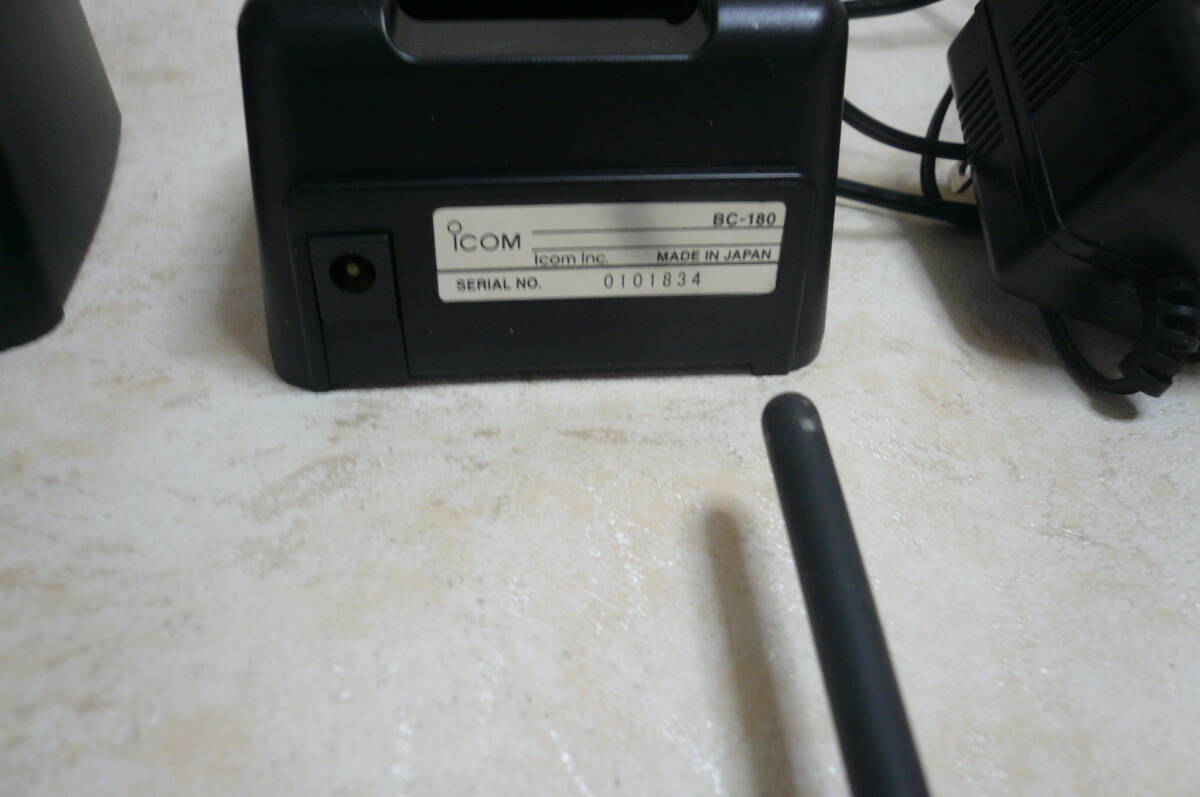 BC-180
iCOM
Icom Inc. MADE IN JAPAN
SERIAL NO. 0101834